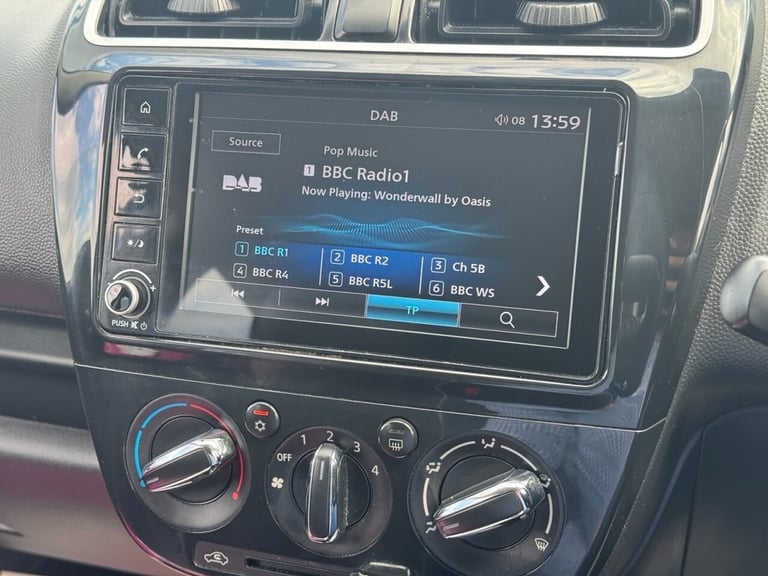 DAB
08 13:59
Source
Pop Music
1 BBC Radio1
DAB
Now Playing: Wonderwall by Oasis
Preset
1 BBC R1
2 BBC R2
3 Ch 5B
4 BBC R4
5 BBC R5L
6 BBC WS
TP
PUSH
OFF 1 2 3 4